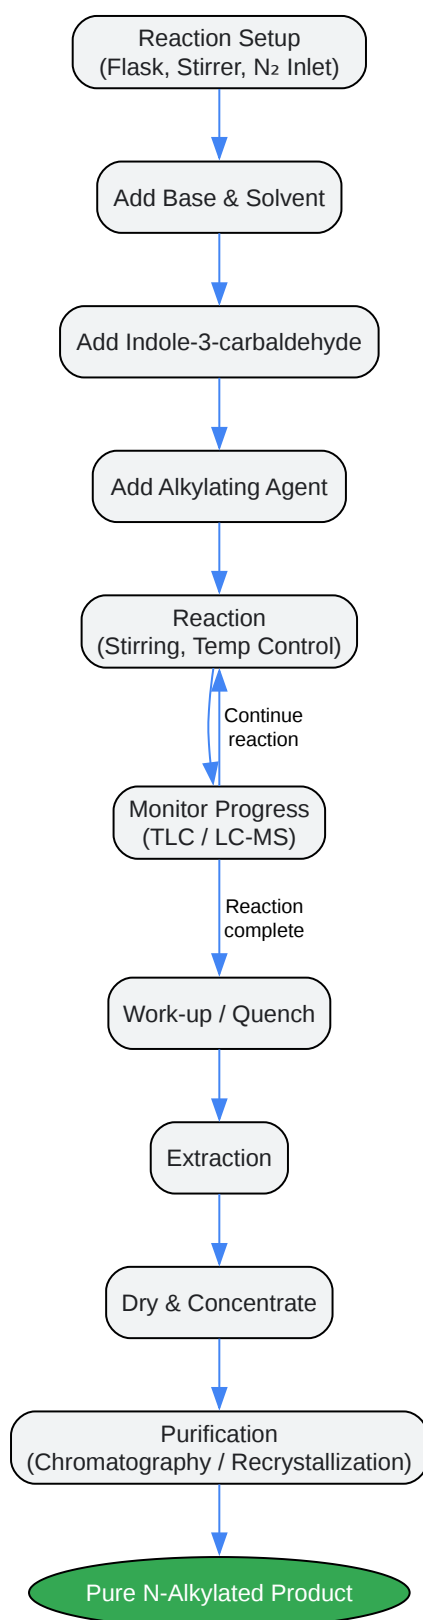 Reaction Setup
(Flask, Stirrer, N₂ Inlet)
Add Base & Solvent
Add Indole-3-carbaldehyde
Add Alkylating Agent
Reaction
(Stirring, Temp Control)
Continue
reaction
Monitor Progress
(TLC / LC-MS)
Reaction
complete
Work-up / Quench
Extraction
Dry & Concentrate
Purification
(Chromatography / Recrystallization)
Pure N-Alkylated Product